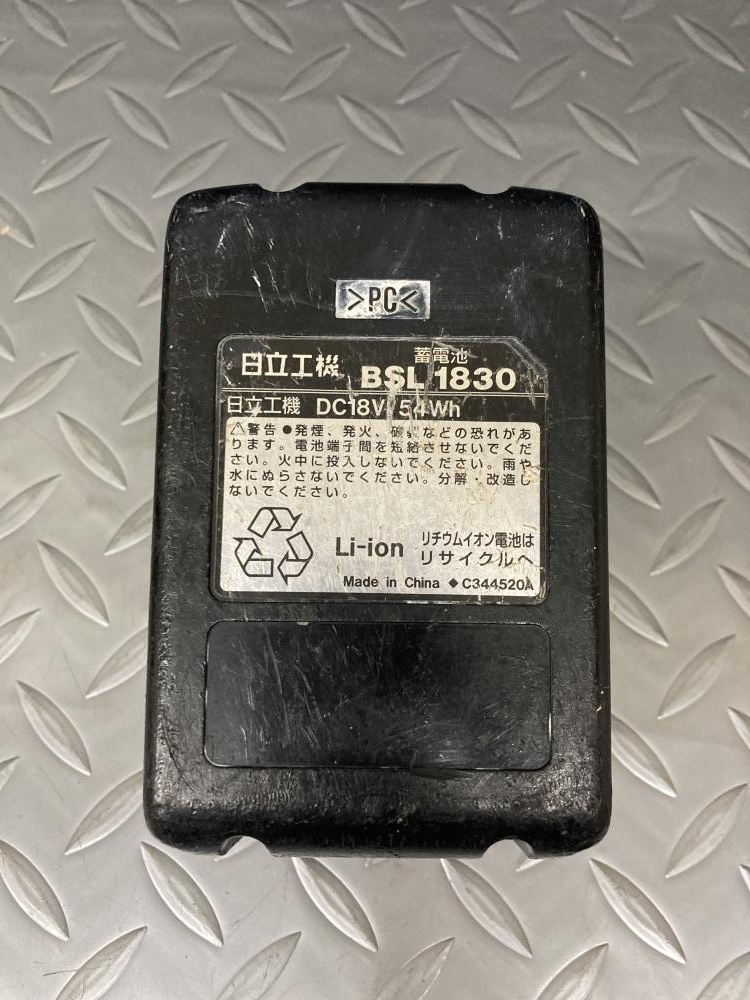 >PC<
日立工機
蓄電池
BSL 1830
日立工機 DC18V 54Wh
⚠警告 ●発煙、発火、破裂などの恐れがあ
ります。電池端子間を短絡させないでくだ
さい。火中に投入しないでください。雨や
水にぬらさないでください。分解・改造し
ないでください。
Li-ion
リチウムイオン電池は
リサイクルへ
Made in China ◆ C344520A